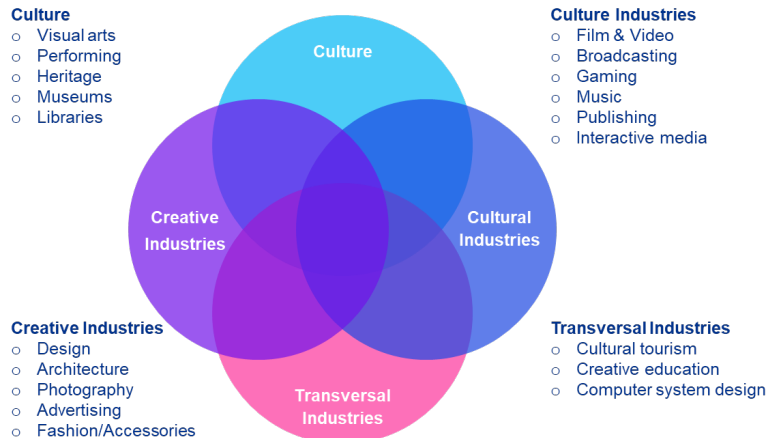 Culture
o Visual arts
o Performing
o Heritage
o Museums
o Libraries
Culture Industries
o Film & Video
o Broadcasting
o Gaming
o Music
o Publishing
o Interactive media
Culture
Creative
Industries
Cultural
Industries
Transversal
Industries
Creative Industries
o Design
o Architecture
o Photography
o Advertising
o Fashion/Accessories
Transversal Industries
o Cultural tourism
o Creative education
o Computer system design